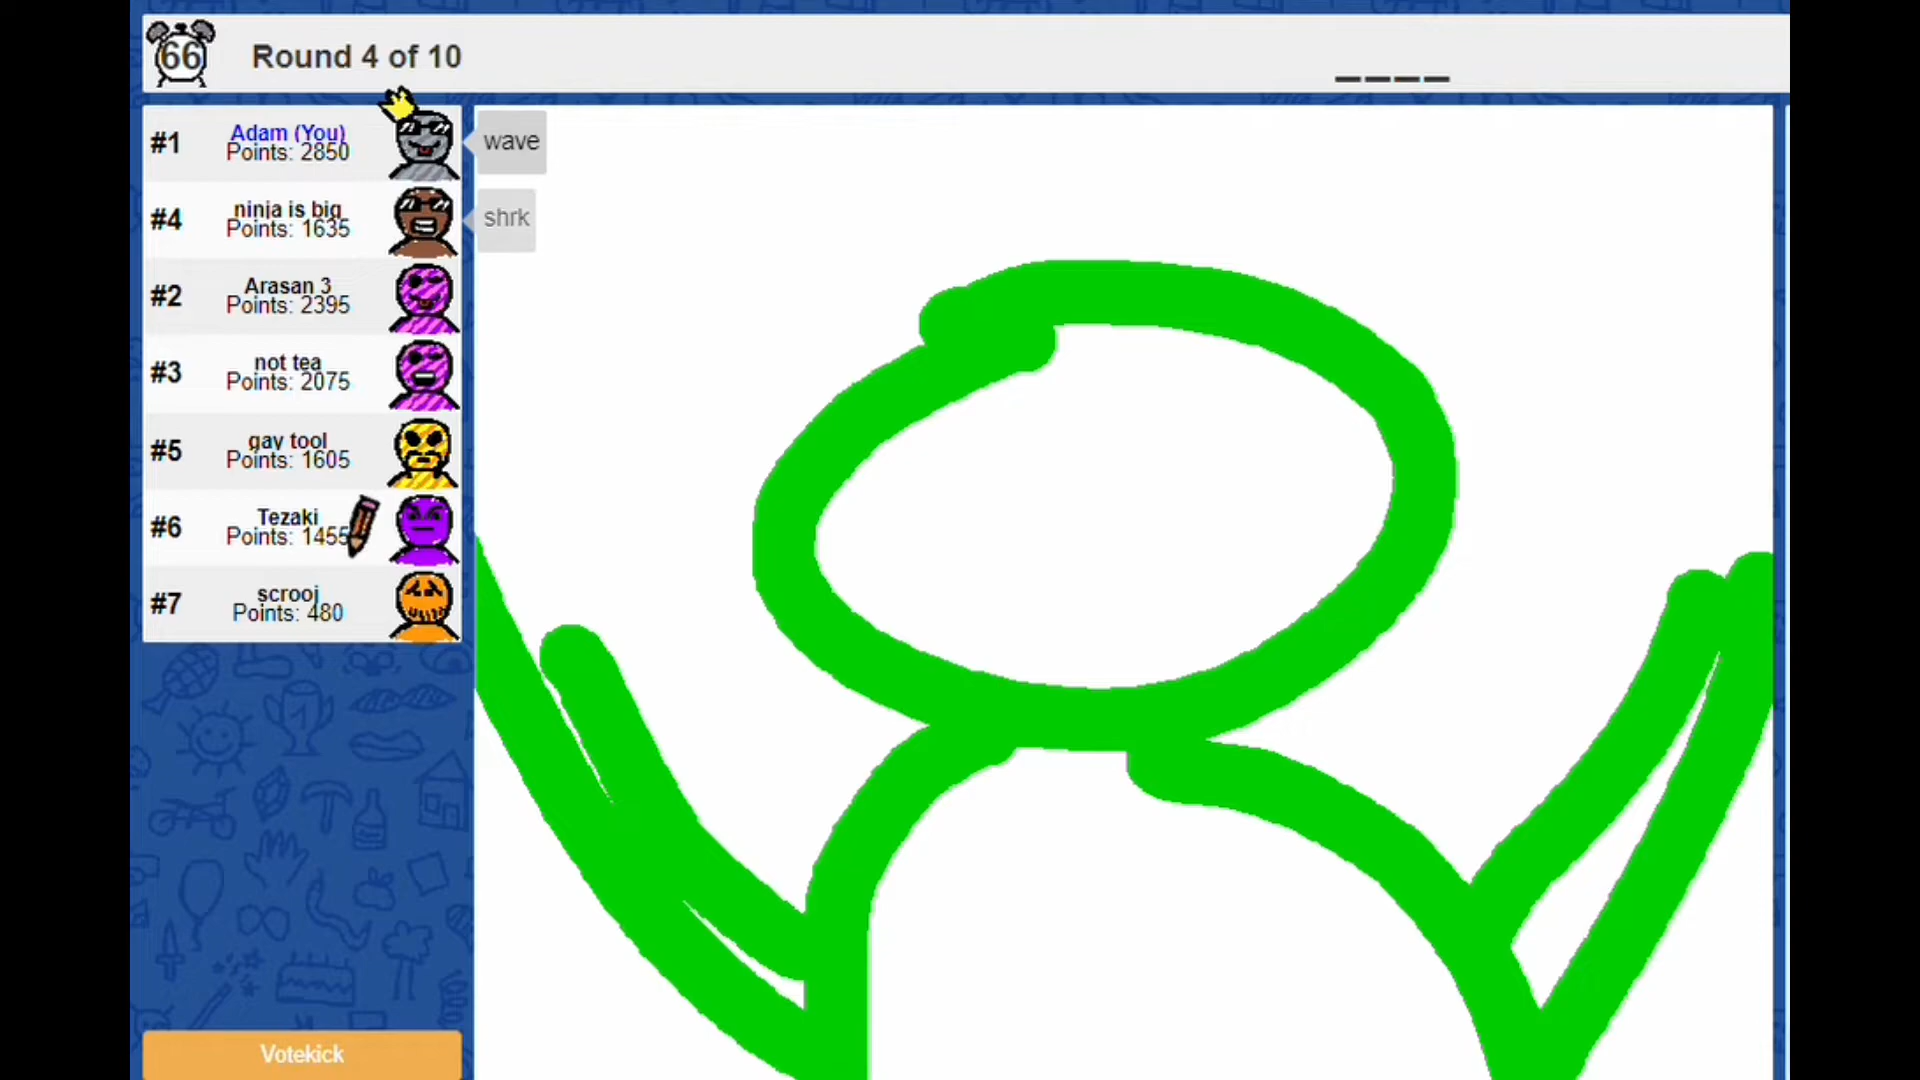 66
Round 4 of 10
_ _ _ _
#1
Adam (You)
Points: 2850
wave
#4
ninja is big
Points: 1635
shrk
#2
Arasan 3
Points: 2395
#3
not tea
Points: 2075
#5
gay tool
Points: 1605
#6
Tezaki
Points: 1455
#7
scrooj
Points: 480
Votekick